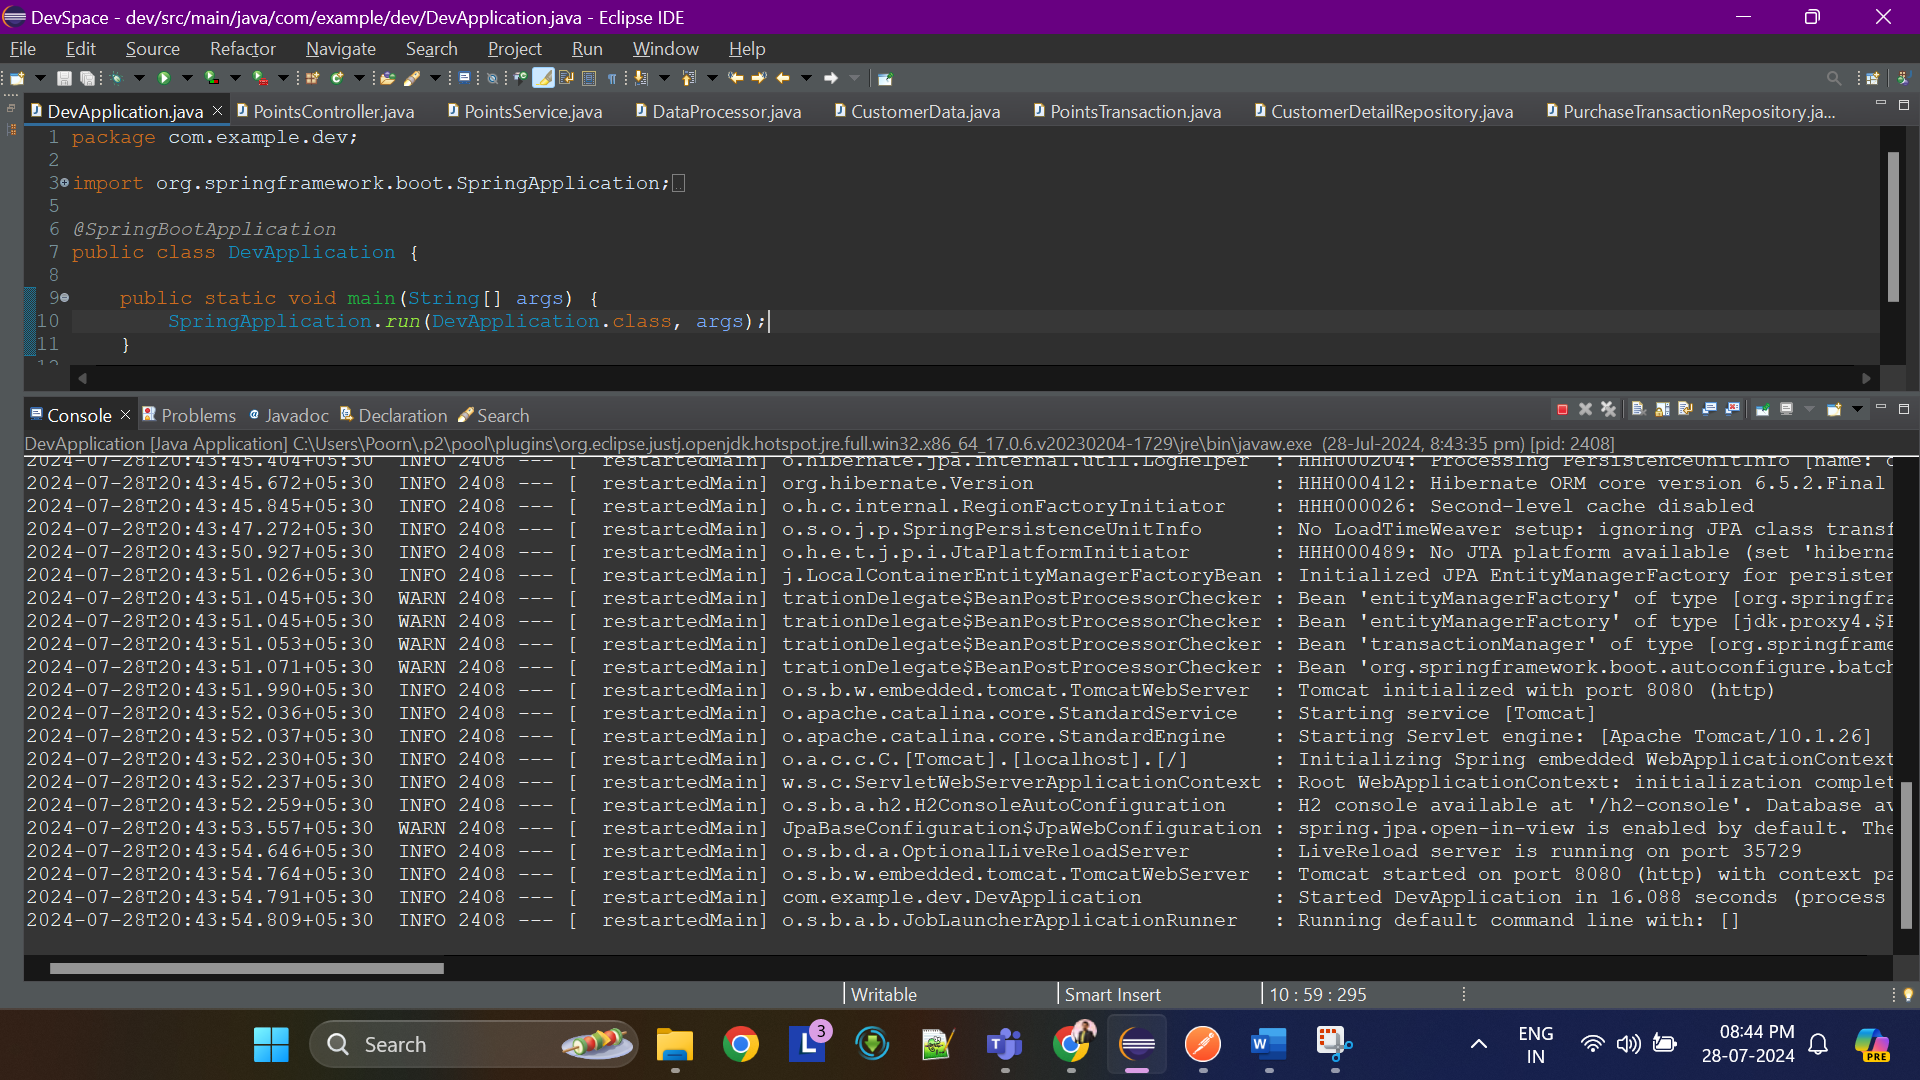 DevSpace - dev/src/main/java/com/example/dev/DevApplication.java - Eclipse IDE
File Edit Source Refactor Navigate Search Project Run Window Help
DevApplication.java PointsController.java PointsService.java DataProcessor.java CustomerData.java PointsTransaction.java CustomerDetailRepository.java PurchaseTransactionRepository.ja...
1 package com.example.dev;
2
3 import org.springframework.boot.SpringApplication;
5
6 @SpringBootApplication
7 public class DevApplication {
8
9 public static void main(String[] args) {
10 SpringApplication.run(DevApplication.class, args);
11 }
Console Problems Javadoc Declaration Search
DevApplication [Java Application] C:\Users\Poorn\.p2\pool\plugins\org.eclipse.justj.openjdk.hotspot.jre.full.win32.x86_64_17.0.6.v20230204-1729\jre\bin\javaw.exe (28-Jul-2024, 8:43:35 pm) [pid: 2408]
2024-07-28T20:43:45.404+05:30 INFO 2408 --- [ restartedMain] o.hibernate.jpa.internal.util.LogHelper : HHH000204: Processing PersistenceUnitInfo [name:
2024-07-28T20:43:45.672+05:30 INFO 2408 --- [ restartedMain] org.hibernate.Version : HHH000412: Hibernate ORM core version 6.5.2.Final
2024-07-28T20:43:45.845+05:30 INFO 2408 --- [ restartedMain] o.h.c.internal.RegionFactoryInitiator : HHH000026: Second-level cache disabled
2024-07-28T20:43:47.272+05:30 INFO 2408 --- [ restartedMain] o.s.o.j.p.SpringPersistenceUnitInfo : No LoadTimeWeaver setup: ignoring JPA class transf
2024-07-28T20:43:50.927+05:30 INFO 2408 --- [ restartedMain] o.h.e.t.j.p.i.JtaPlatformInitiator : HHH000489: No JTA platform available (set 'hiberna
2024-07-28T20:43:51.026+05:30 INFO 2408 --- [ restartedMain] j.LocalContainerEntityManagerFactoryBean : Initialized JPA EntityManagerFactory for persisten
2024-07-28T20:43:51.045+05:30 WARN 2408 --- [ restartedMain] trationDelegate$BeanPostProcessorChecker : Bean 'entityManagerFactory' of type [org.springfra
2024-07-28T20:43:51.045+05:30 WARN 2408 --- [ restartedMain] trationDelegate$BeanPostProcessorChecker : Bean 'entityManagerFactory' of type [jdk.proxy4.$P
2024-07-28T20:43:51.053+05:30 WARN 2408 --- [ restartedMain] trationDelegate$BeanPostProcessorChecker : Bean 'transactionManager' of type [org.springframe
2024-07-28T20:43:51.071+05:30 WARN 2408 --- [ restartedMain] trationDelegate$BeanPostProcessorChecker : Bean 'org.springframework.boot.autoconfigure.batch
2024-07-28T20:43:51.990+05:30 INFO 2408 --- [ restartedMain] o.s.b.w.embedded.tomcat.TomcatWebServer : Tomcat initialized with port 8080 (http)
2024-07-28T20:43:52.036+05:30 INFO 2408 --- [ restartedMain] o.apache.catalina.core.StandardService : Starting service [Tomcat]
2024-07-28T20:43:52.037+05:30 INFO 2408 --- [ restartedMain] o.apache.catalina.core.StandardEngine : Starting Servlet engine: [Apache Tomcat/10.1.26]
2024-07-28T20:43:52.230+05:30 INFO 2408 --- [ restartedMain] o.a.c.c.C.[Tomcat].[localhost].[/] : Initializing Spring embedded WebApplicationContext
2024-07-28T20:43:52.237+05:30 INFO 2408 --- [ restartedMain] w.s.c.ServletWebServerApplicationContext : Root WebApplicationContext: initialization complet
2024-07-28T20:43:52.259+05:30 INFO 2408 --- [ restartedMain] o.s.b.a.h2.H2ConsoleAutoConfiguration : H2 console available at '/h2-console'. Database av
2024-07-28T20:43:53.557+05:30 WARN 2408 --- [ restartedMain] JpaBaseConfiguration$JpaWebConfiguration : spring.jpa.open-in-view is enabled by default. The
2024-07-28T20:43:54.646+05:30 INFO 2408 --- [ restartedMain] o.s.b.d.a.OptionalLiveReloadServer : LiveReload server is running on port 35729
2024-07-28T20:43:54.764+05:30 INFO 2408 --- [ restartedMain] o.s.b.w.embedded.tomcat.TomcatWebServer : Tomcat started on port 8080 (http) with context pa
2024-07-28T20:43:54.791+05:30 INFO 2408 --- [ restartedMain] com.example.dev.DevApplication : Started DevApplication in 16.088 seconds (process
2024-07-28T20:43:54.809+05:30 INFO 2408 --- [ restartedMain] o.s.b.a.b.JobLauncherApplicationRunner : Running default command line with: []
Writable Smart Insert 10 : 59 : 295
Search
L 3
ENG
IN
08:44 PM
28-07-2024
PRE